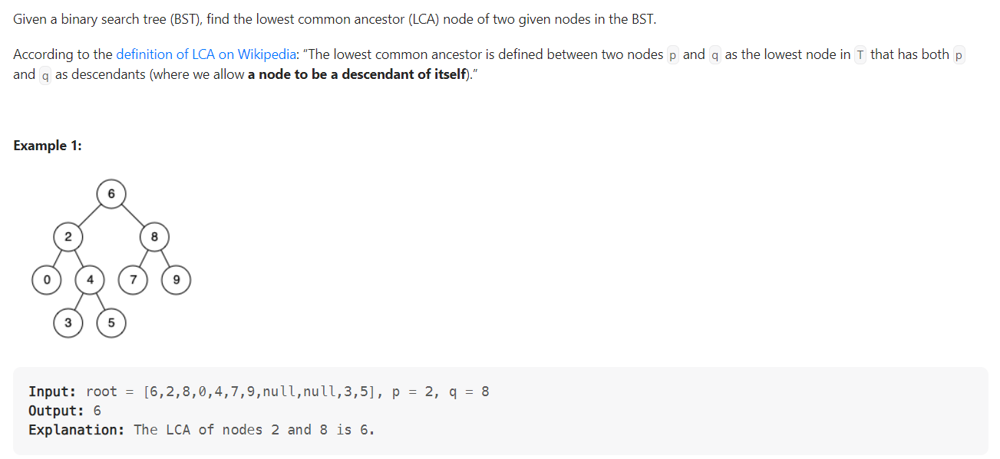 Given a binary search tree (BST), find the lowest common ancestor (LCA) node of two given nodes in the BST.
According to the definition of LCA on Wikipedia: “The lowest common ancestor is defined between two nodes p and q as the lowest node in T that has both p
and q as descendants (where we allow a node to be a descendant of itself).”
Example 1:
6
2 8
0 4 7 9
3 5
Input: root = [6,2,8,0,4,7,9,null,null,3,5], p = 2, q = 8
Output: 6
Explanation: The LCA of nodes 2 and 8 is 6.